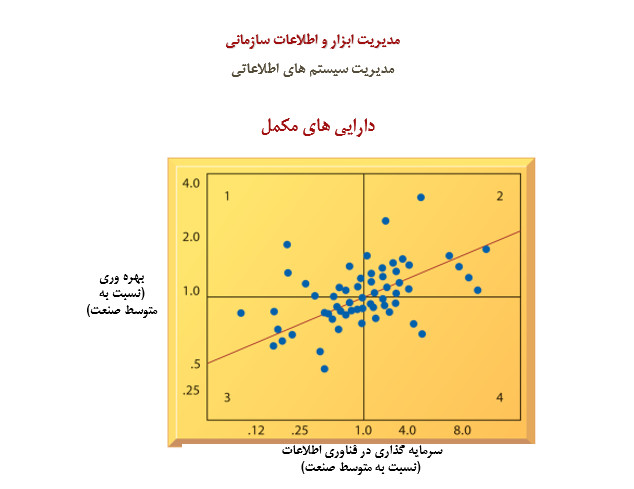 مدیریت ابزار و اطلاعات سازمانی
مدیریت سیستم های اطلاعاتی
دارایی های مکمل
4.0
1
2
2.0
بهره وری
(نسبت به
متوسط صنعت)
1.0
.5
.25
3
4
.12 .25 1.0 4.0 8.0
سرمایه گذاری در فناوری اطلاعات
(نسبت به متوسط صنعت)